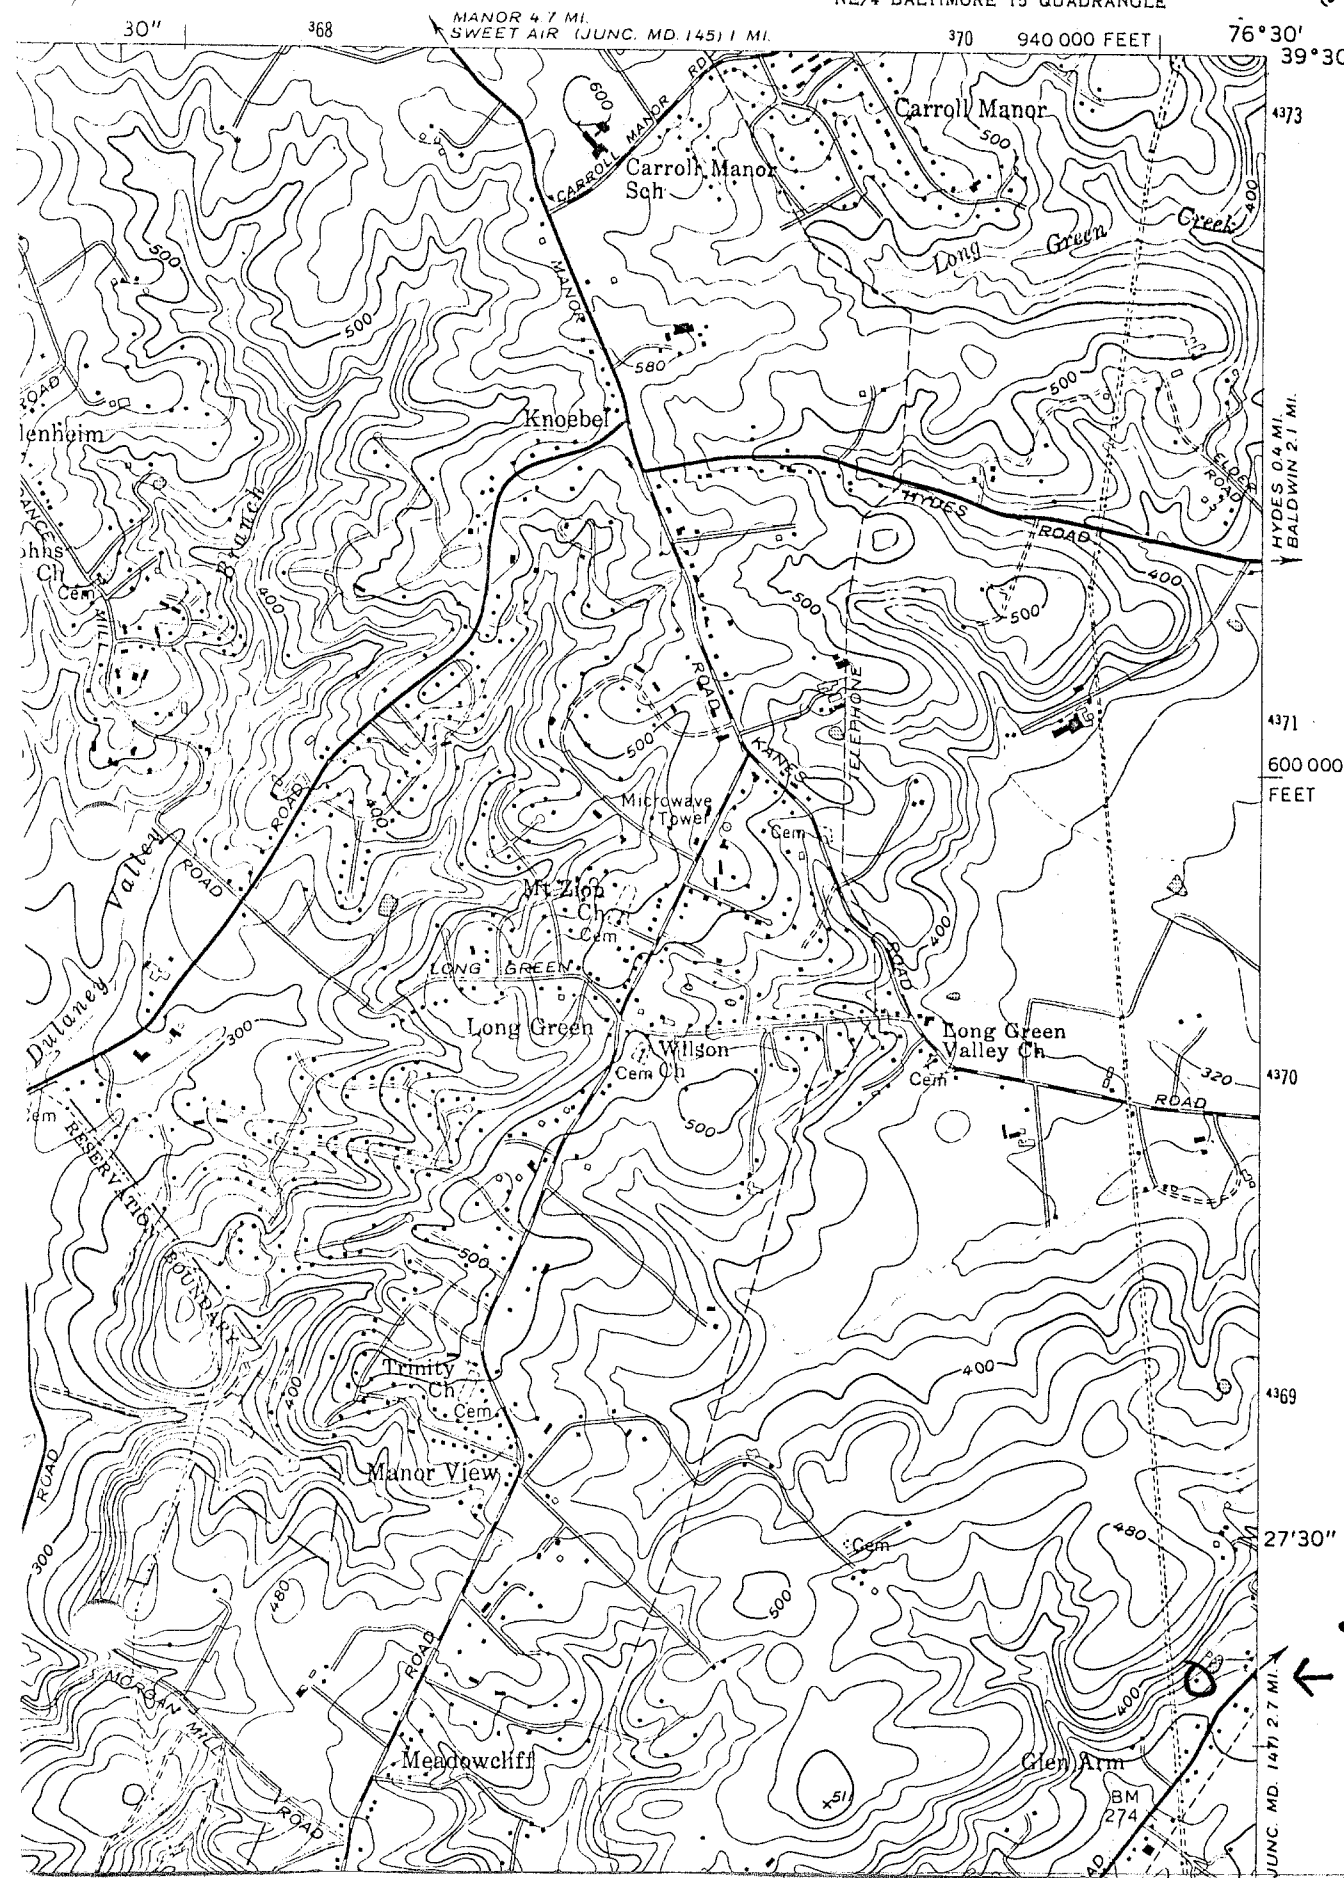 NE/4 BALTIMORE 15' QUADRANGLE
MANOR 4.7 MI.
SWEET AIR (JUNC. MD. 145) 1 MI.
30"
368
370
940 000 FEET
76°30'
39°30
4373
600
CARROLL MANOR RD
Carroll Manor
500
Carroll Manor
Sch
400
Long Green Creek
500
MANOR
500
580
500
ROAD
Knoebel
lenheim
HYDES 0.4 MI.
BALDWIN 2.1 MI.
ELDER
ROAD
HYDES ROAD
Branch
Ch
Cem
MILL
400
500
500
400
ROAD
TELEPHONE
4371
500
KANES
600 000
FEET
Microwave
Tower
Cem
400
ROAD
Valley
ROAD
Mt Zion
Ch
Cem
400
ROAD
LONG GREEN
Dulaney
300
Long Green
Wilson
Ch
Cem
Long Green
Valley Ch
Cem
320
4370
ROAD
em
500
RESERVATION BOUNDARY
500
400
400
Trinity
Ch
Cem
4369
ROAD
Manor View
480
27'30"
300
Cem
480
500
ROAD
MORGAN MILL ROAD
400
Meadowcliff
Glen Arm
BM
274
511
JUNC. MD. 147) 2.7 MI.